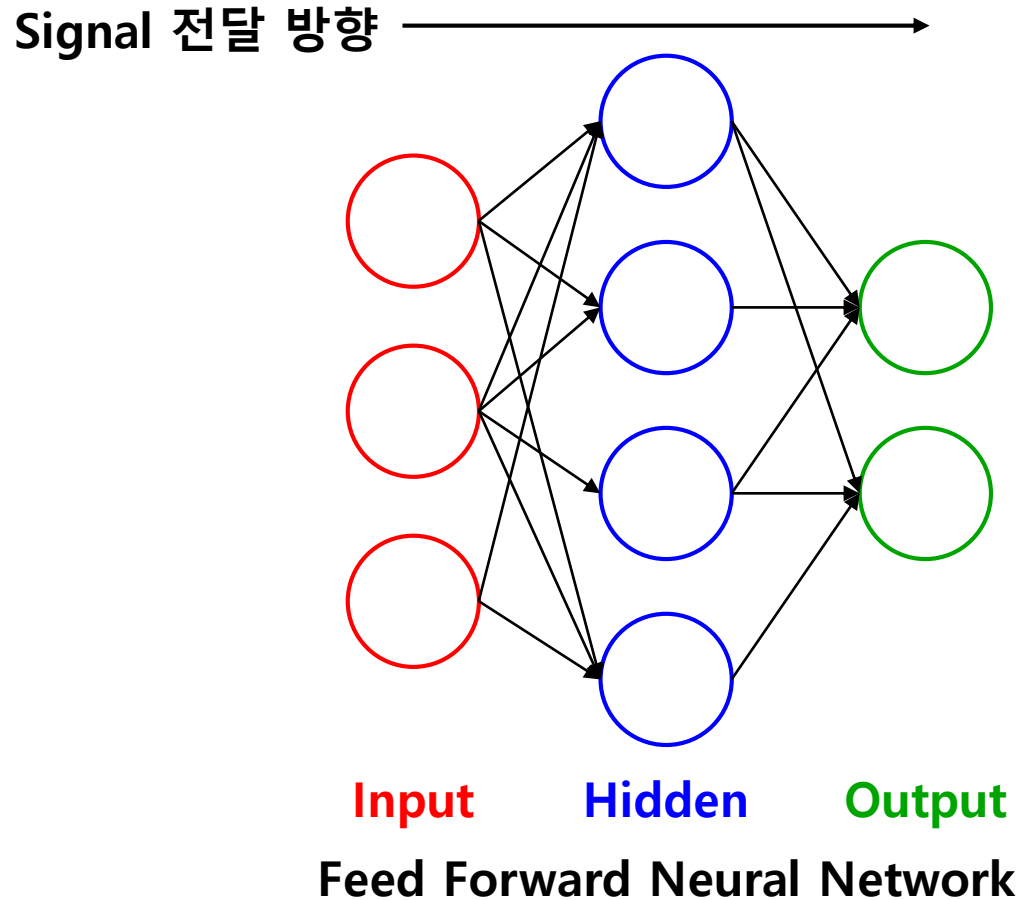 Signal 전달 방향
Input Hidden Output
Feed Forward Neural Network